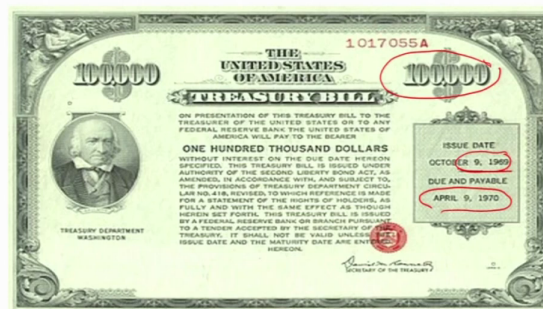 1017055A
100,000
THE
UNITED STATES
OF AMERICA
TREASURY BILL
100,000
ON PRESENTATION OF THIS TREASURY BILL TO THE
TREASURER OF THE UNITED STATES OR TO ANY
FEDERAL RESERVE BANK THE UNITED STATES OF
AMERICA WILL PAY TO THE BEARER
ONE HUNDRED THOUSAND DOLLARS
WITHOUT INTEREST ON THE DUE DATE HEREON
SPECIFIED. THIS TREASURY BILL IS ISSUED UNDER
AUTHORITY OF THE SECOND LIBERTY BOND ACT, AS
AMENDED, IN ACCORDANCE WITH, AND SUBJECT TO,
THE PROVISIONS OF TREASURY DEPARTMENT CIRCU-
LAR NO. 418, REVISED, TO WHICH REFERENCE IS MADE
FOR A STATEMENT OF THE RIGHTS OF HOLDERS, AS
FULLY AND WITH THE SAME EFFECT AS THOUGH
HEREIN SET FORTH. THIS TREASURY BILL IS ISSUED
BY A FEDERAL RESERVE BANK OR BRANCH PURSUANT
TO A TENDER ACCEPTED BY THE SECRETARY OF THE
TREASURY. IT SHALL NOT BE VALID UNLESS THE
ISSUE DATE AND THE MATURITY DATE ARE ENTERED
HEREON.
TREASURY DEPARTMENT
WASHINGTON
ISSUE DATE
OCTOBER 9, 1969
DUE AND PAYABLE
APRIL 9, 1970
SECRETARY OF THE TREASURY